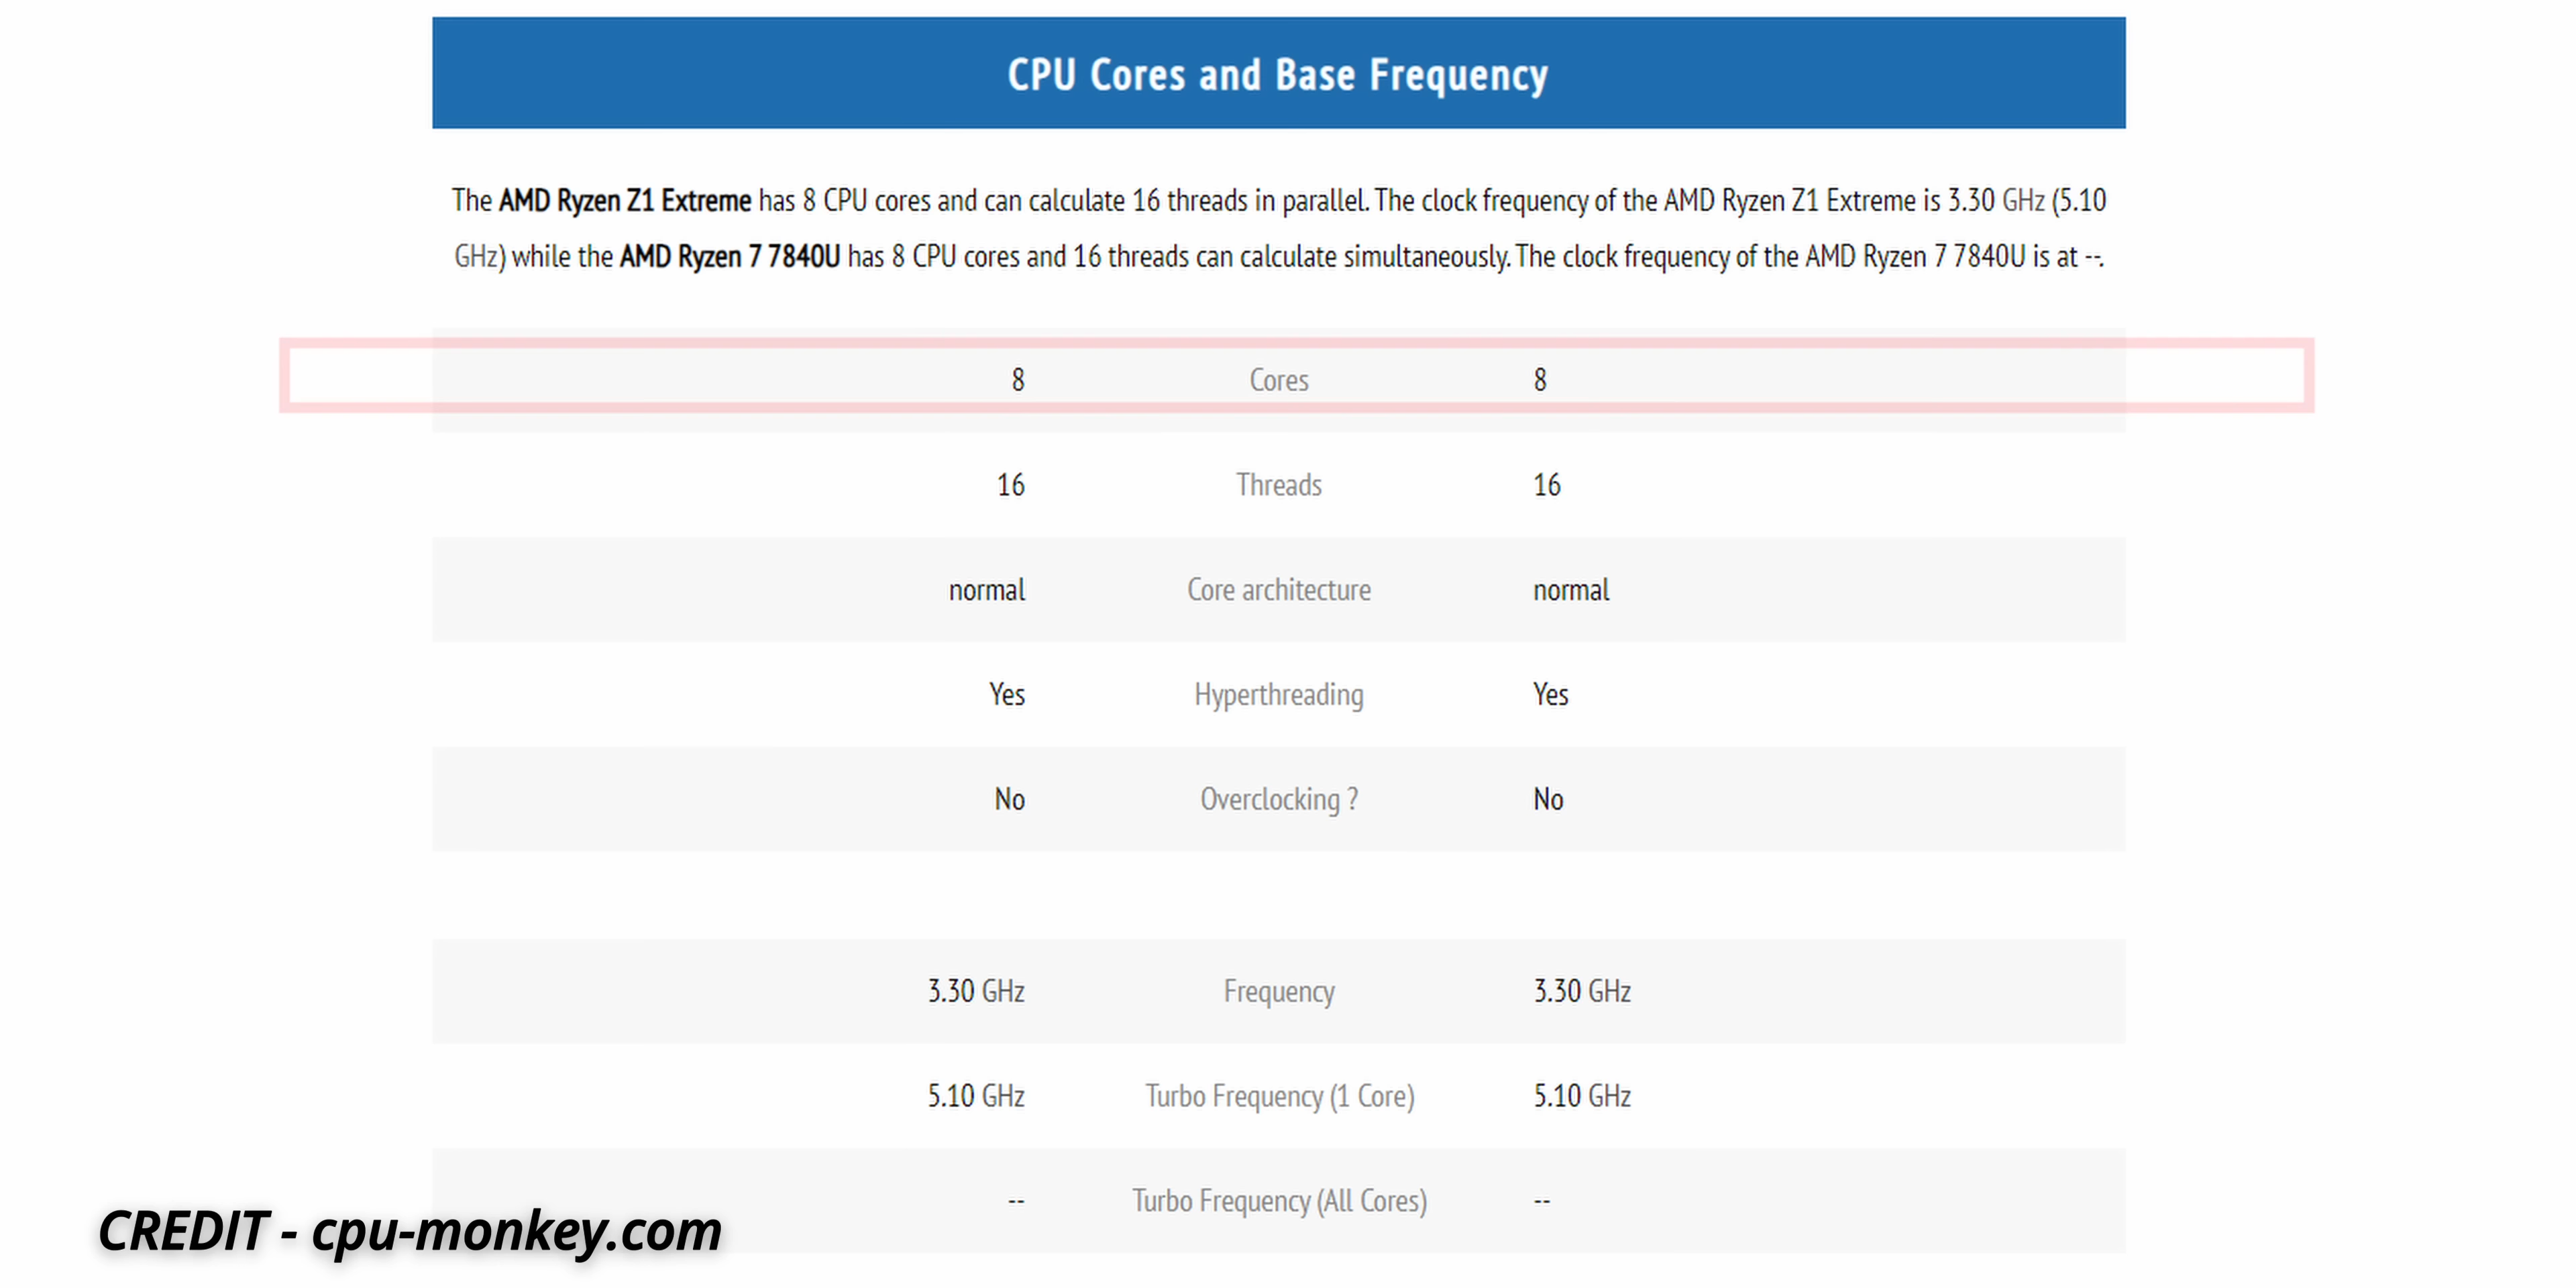 CPU Cores and Base Frequency
The AMD Ryzen Z1 Extreme has 8 CPU cores and can calculate 16 threads in parallel. The clock frequency of the AMD Ryzen Z1 Extreme is 3.30 GHz (5.10
GHz) while the AMD Ryzen 7 7840U has 8 CPU cores and 16 threads can calculate simultaneously. The clock frequency of the AMD Ryzen 7 7840U is at --.
8 Cores 8
16 Threads 16
normal Core architecture normal
Yes Hyperthreading Yes
No Overclocking ? No
3.30 GHz Frequency 3.30 GHz
5.10 GHz Turbo Frequency (1 Core) 5.10 GHz
-- Turbo Frequency (All Cores) --
CREDIT - cpu-monkey.com